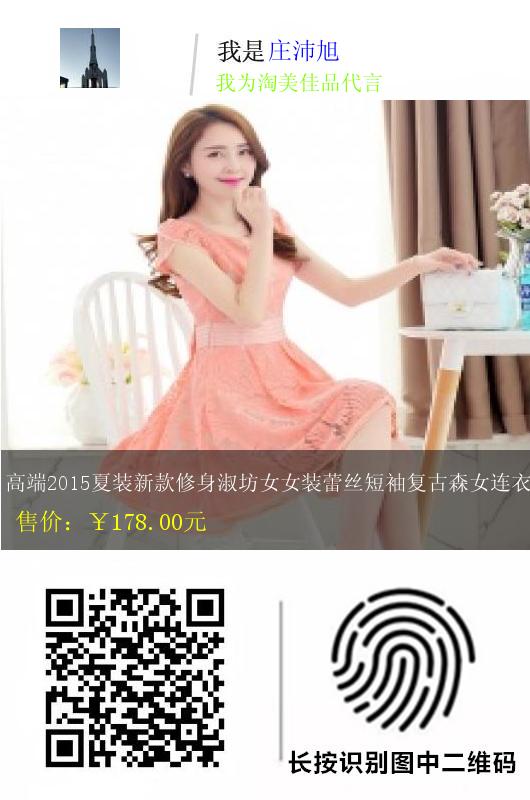 我是庄沛旭
我为淘美佳品代言
高端2015夏装新款修身淑坊女女装蕾丝短袖复古森女连衣
售价：￥178.00元
长按识别图中二维码